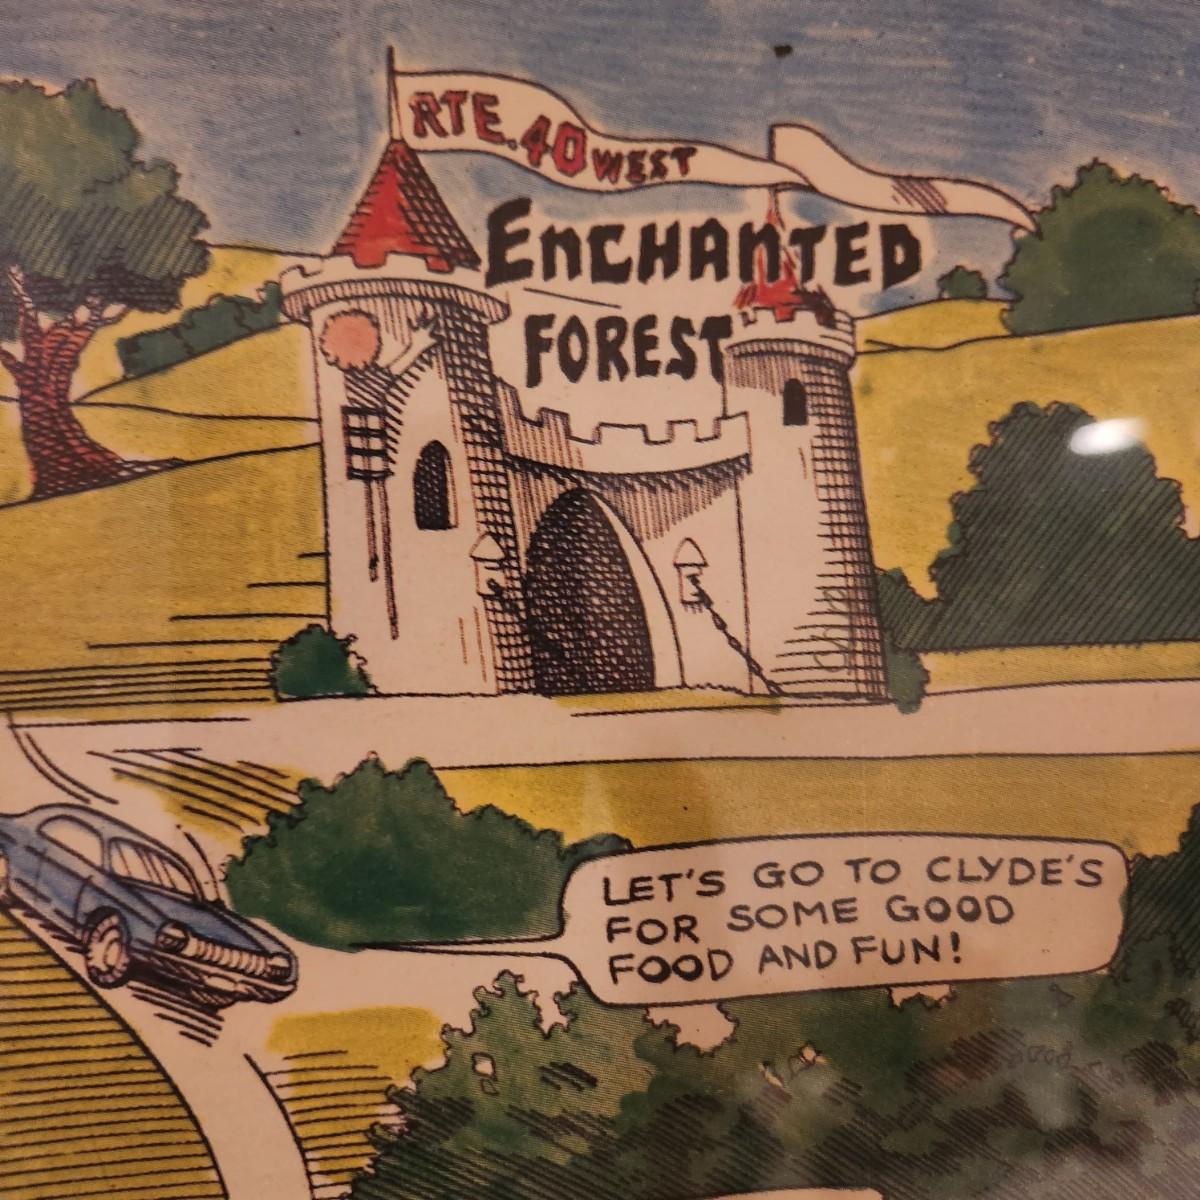 RTE. 40 WEST
ENCHANTED
FOREST
LET'S GO TO CLYDE'S
FOR SOME GOOD
FOOD AND FUN!